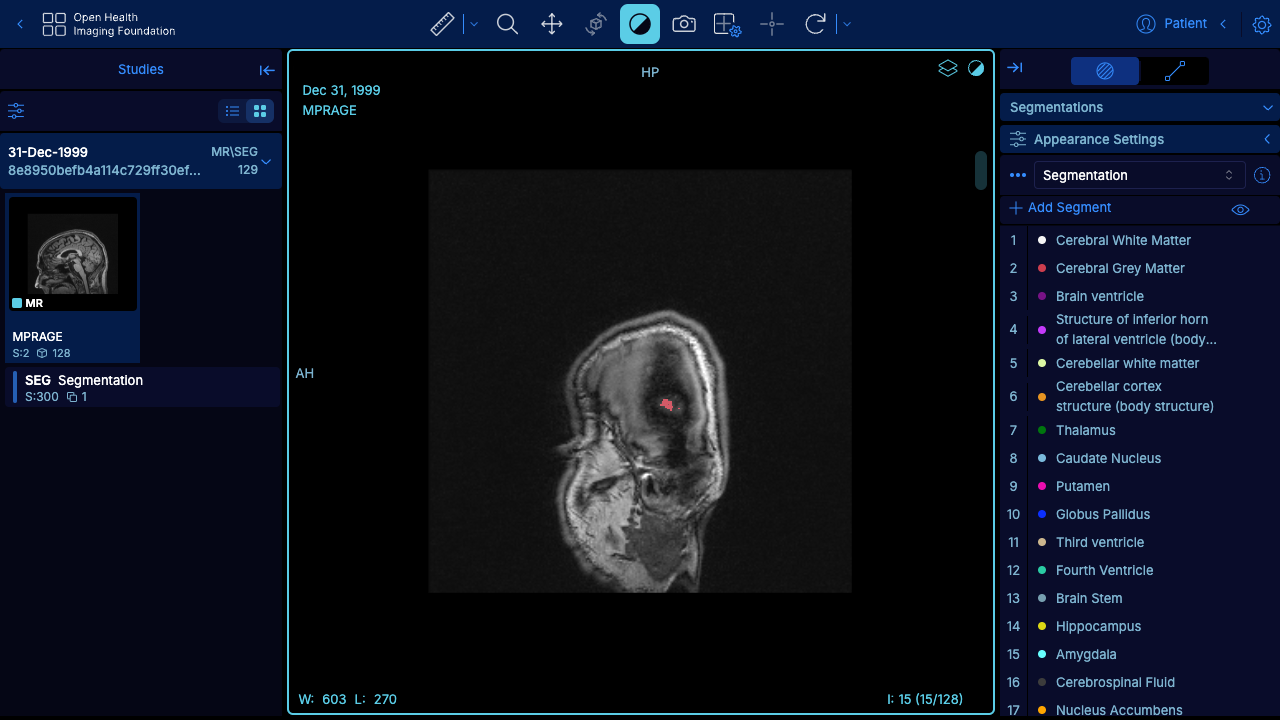 Open Health
Imaging Foundation
Patient
Studies
31-Dec-1999
MR\SEG
8e8950befb4a114c729ff30ef...
129
MR
MPRAGE
S:2
128
SEG Segmentation
S:300
1
HP
Dec 31, 1999
MPRAGE
AH
W: 603 L: 270
I: 15 (15/128)
Segmentations
Appearance Settings
Segmentation
Add Segment
1 Cerebral White Matter
2 Cerebral Grey Matter
3 Brain ventricle
4 Structure of inferior horn
of lateral ventricle (body...
5 Cerebellar white matter
6 Cerebellar cortex
structure (body structure)
7 Thalamus
8 Caudate Nucleus
9 Putamen
10 Globus Pallidus
11 Third ventricle
12 Fourth Ventricle
13 Brain Stem
14 Hippocampus
15 Amygdala
16 Cerebrospinal Fluid
17 Nucleus Accumbens